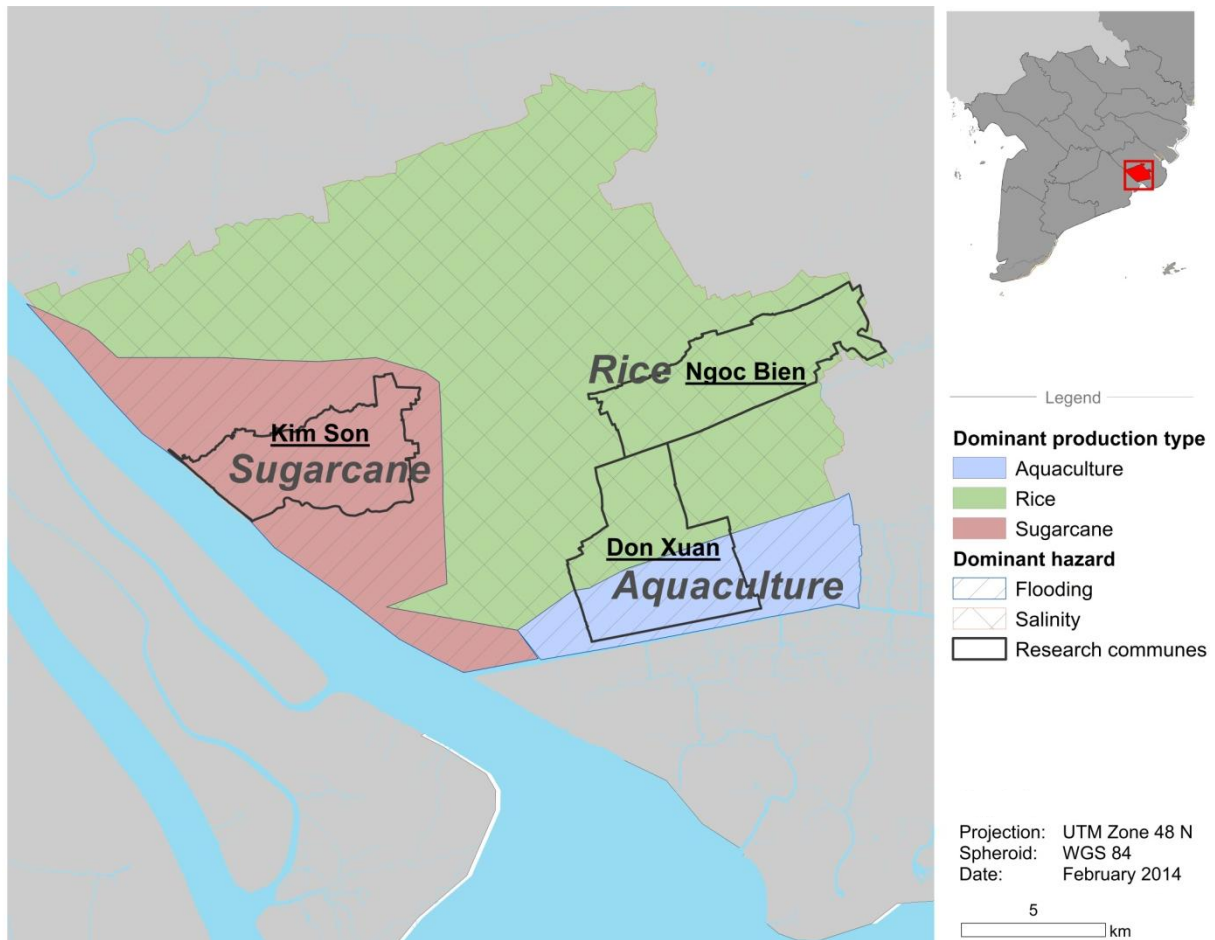 Rice
Ngoc Bien
Kim Son
Sugarcane
Don Xuan
Aquaculture
Legend
Dominant production type
Aquaculture
Rice
Sugarcane
Dominant hazard
Flooding
Salinity
Research communes
Projection: UTM Zone 48 N
Spheroid: WGS 84
Date: February 2014
5
km